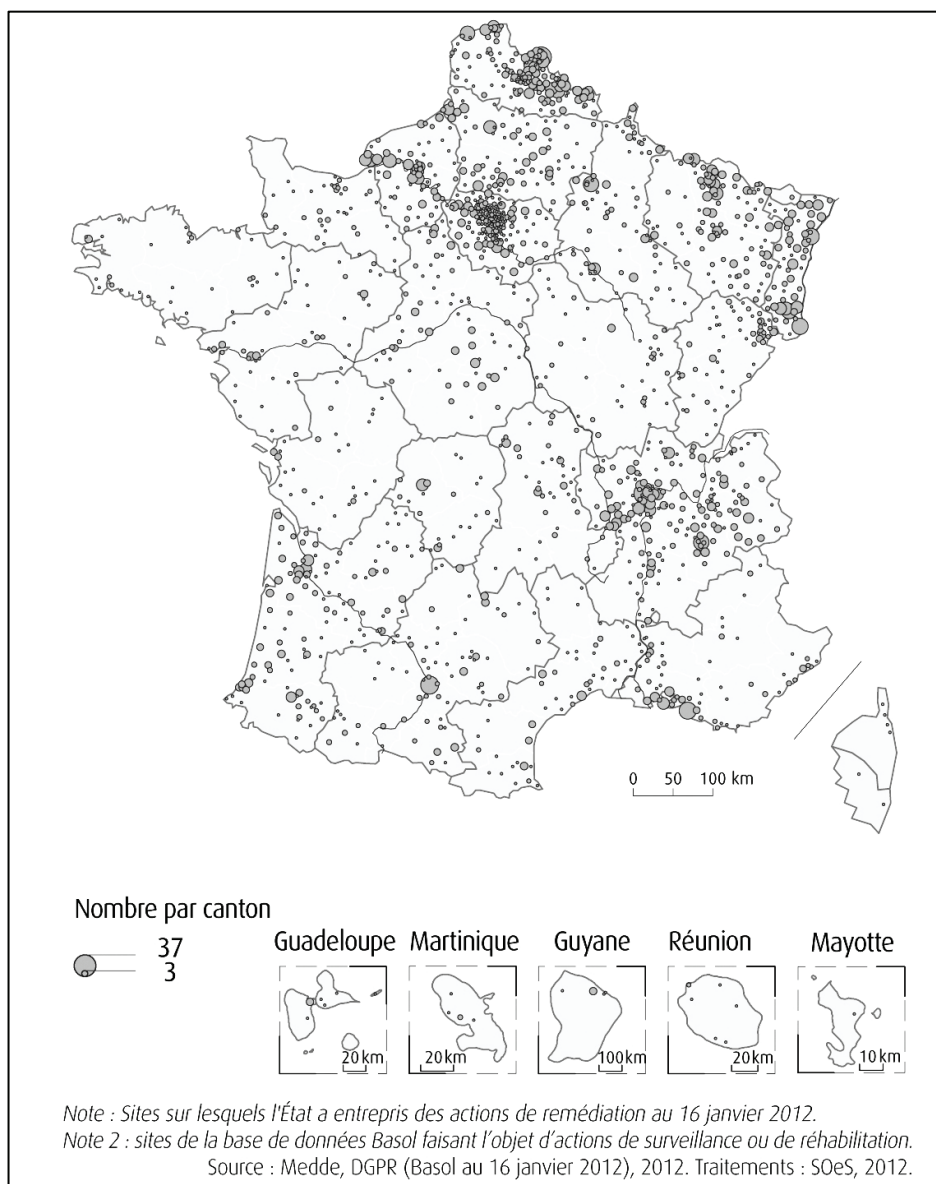 0 50 100 km
Nombre par canton
37
3
Guadeloupe Martinique Guyane Réunion Mayotte
20 km 20 km 100 km 20 km 10 km
Note : Sites sur lesquels l'État a entrepris des actions de remédiation au 16 janvier 2012.
Note 2 : sites de la base de données Basol faisant l'objet d'actions de surveillance ou de réhabilitation.
Source : Medde, DGPR (Basol au 16 janvier 2012), 2012. Traitements : SOeS, 2012.